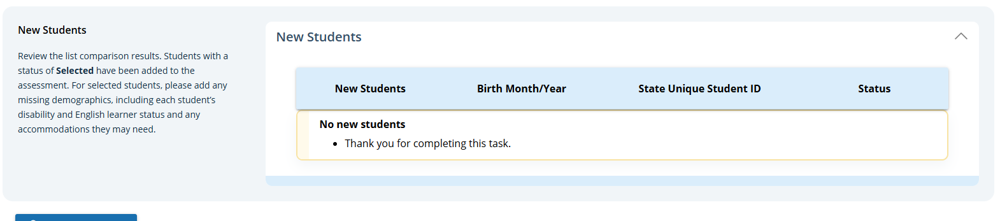 New Students
Review the list comparison results. Students with a
status of Selected have been added to the
assessment. For selected students, please add any
missing demographics, including each student’s
disability and English learner status and any
accommodations they may need.
New Students
New Students Birth Month/Year State Unique Student ID Status
No new students
• Thank you for completing this task.